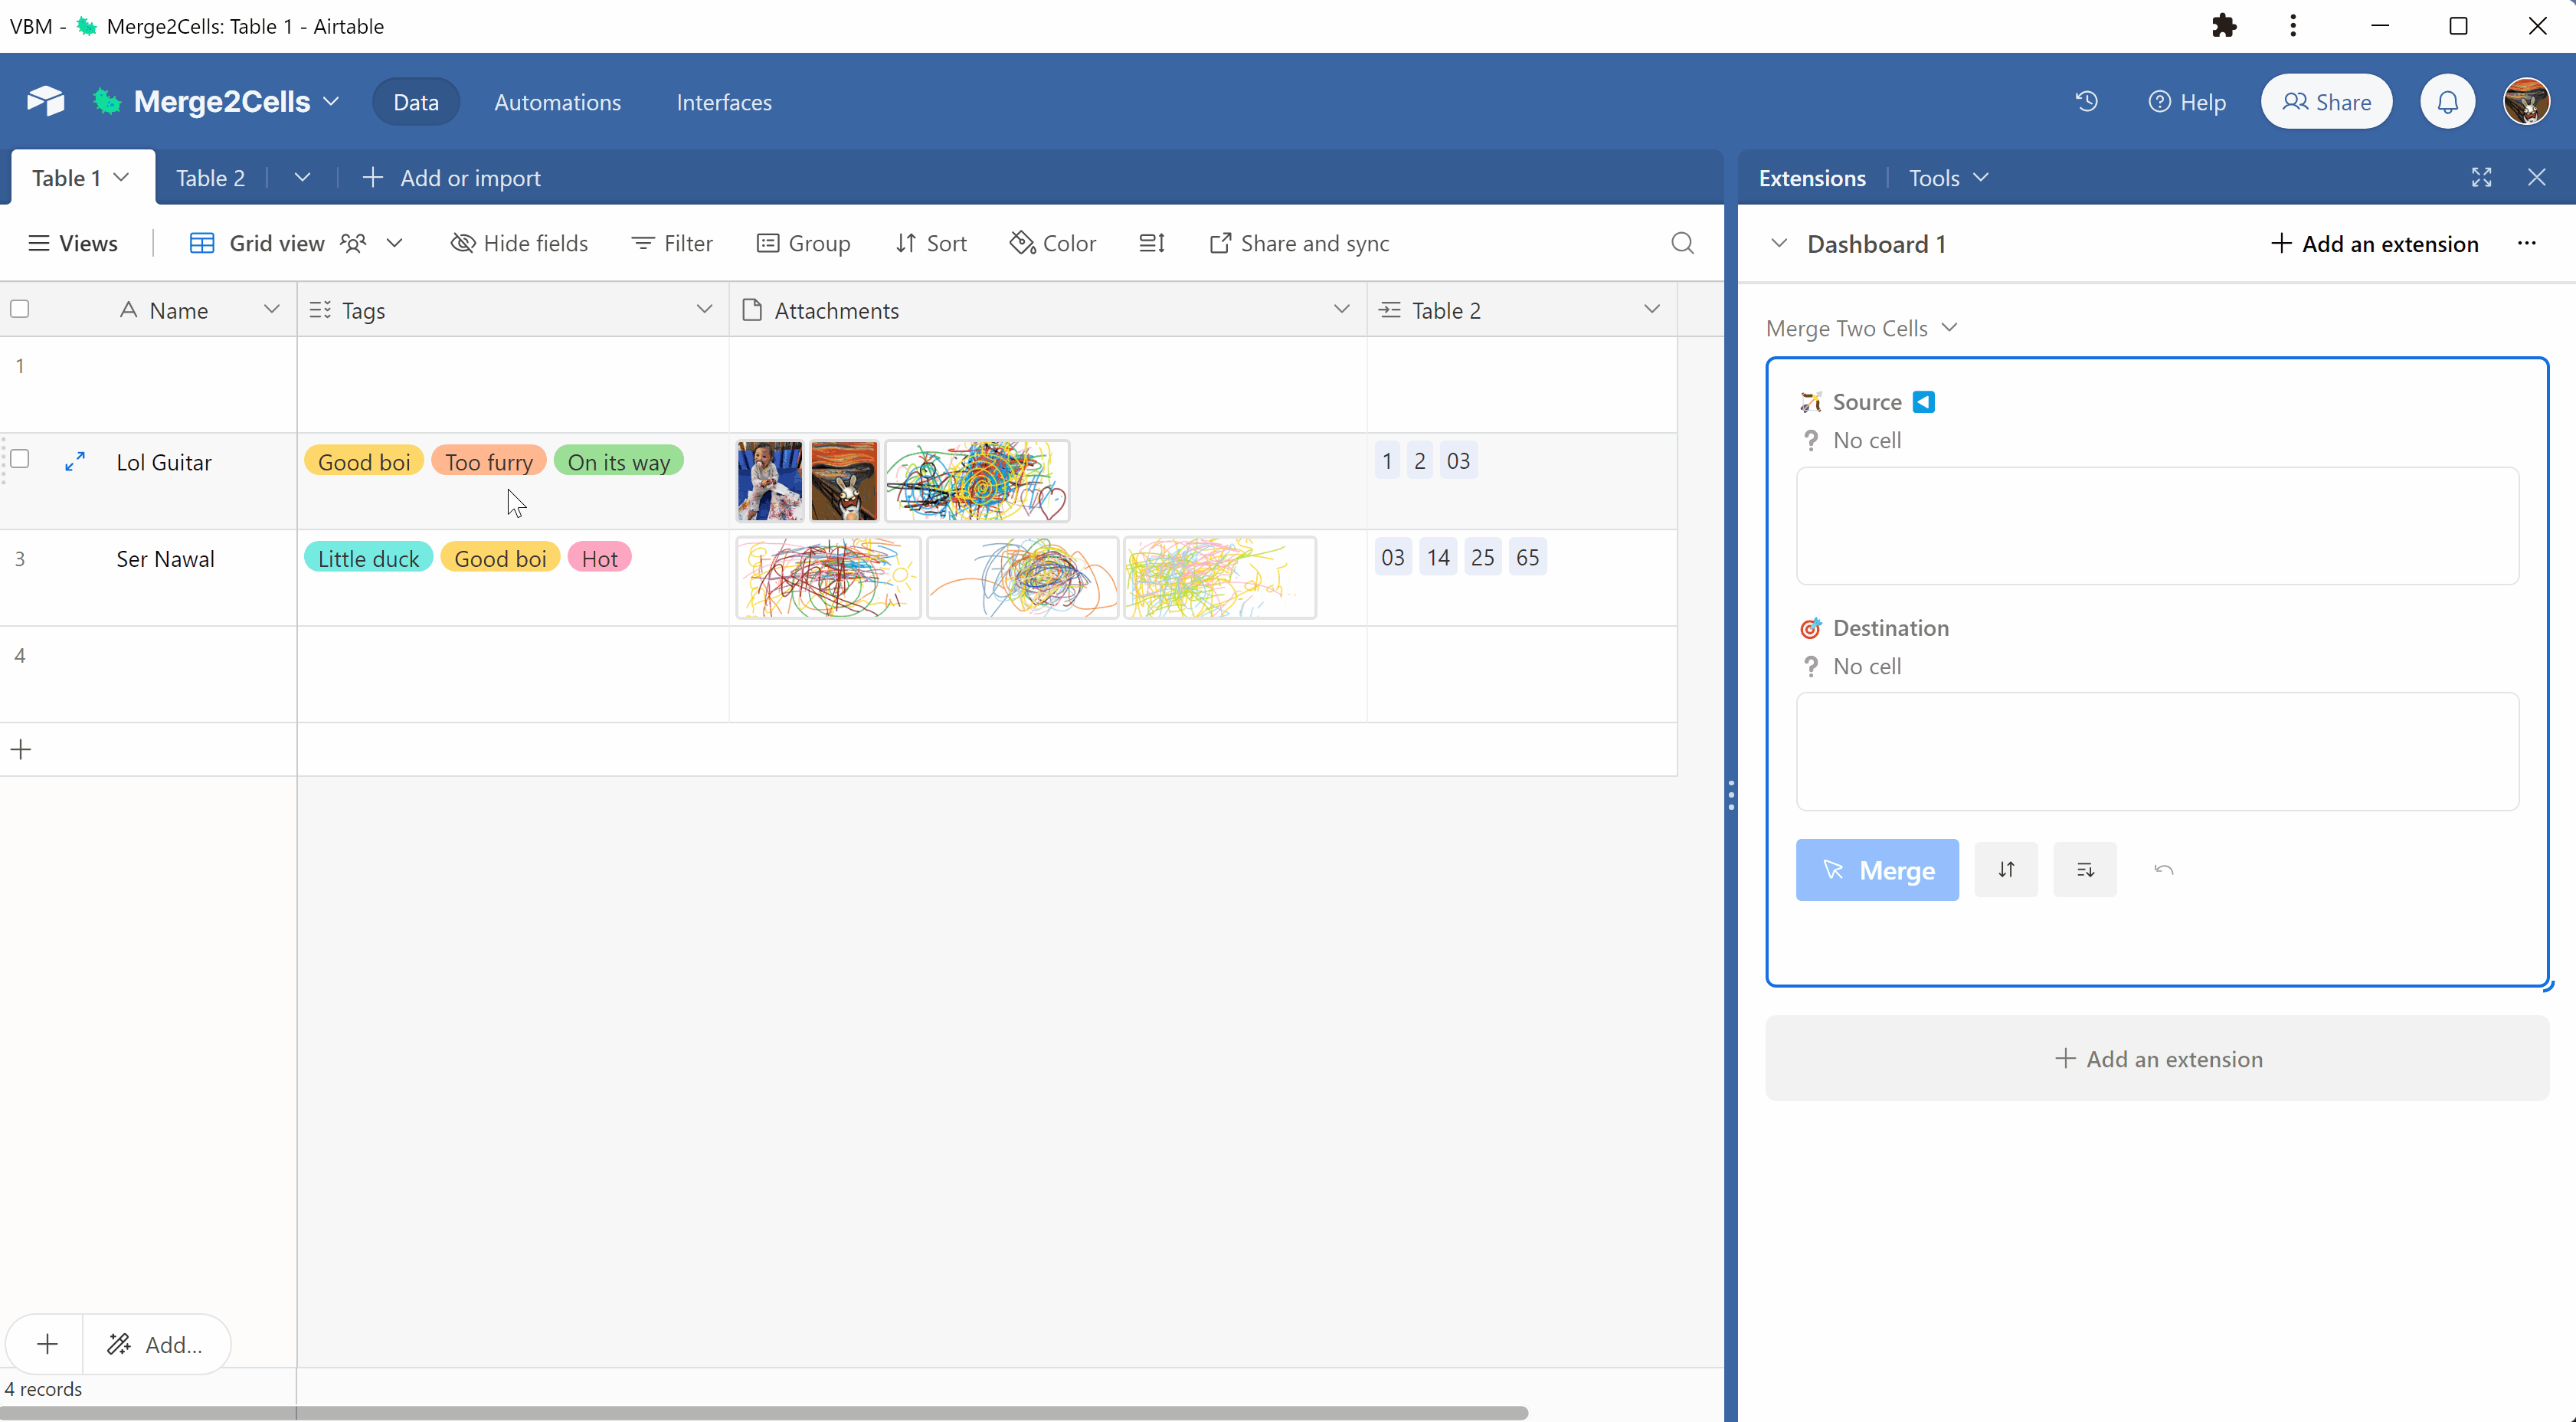 VBM - Merge2Cells: Table 1 - Airtable
Merge2Cells Data Automations Interfaces Help Share
Table 1 Table 2 Add or import
Extensions Tools
Views Grid view Hide fields Filter Group Sort Color Share and sync
Dashboard 1 Add an extension
Name Tags Attachments Table 2
1
Lol Guitar Good boi Too furry On its way 1 2 03
3 Ser Nawal Little duck Good boi Hot 03 14 25 65
4
Add...
4 records
Merge Two Cells
Source
? No cell
Destination
? No cell
Merge
Add an extension